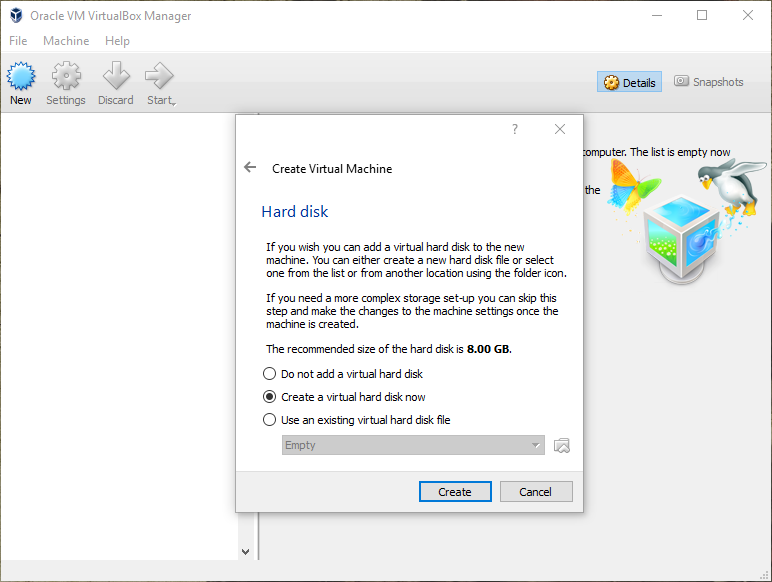 Oracle VM VirtualBox Manager
File Machine Help
New Settings Discard Start
Details Snapshots
computer. The list is empty now
the
?
Create Virtual Machine
Hard disk
If you wish you can add a virtual hard disk to the new
machine. You can either create a new hard disk file or select
one from the list or from another location using the folder icon.
If you need a more complex storage set-up you can skip this
step and make the changes to the machine settings once the
machine is created.
The recommended size of the hard disk is 8.00 GB.
Do not add a virtual hard disk
Create a virtual hard disk now
Use an existing virtual hard disk file
Empty
Create Cancel